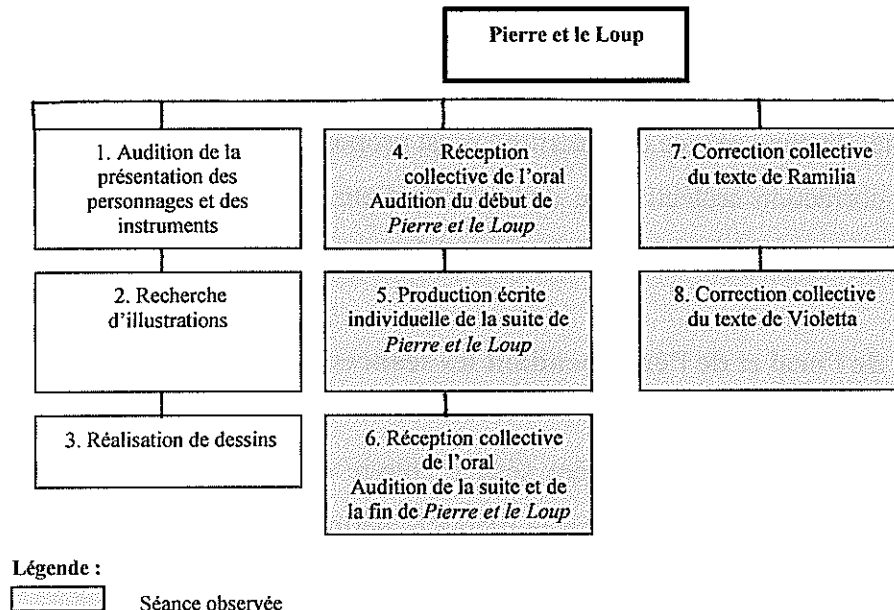 Pierre et le Loup
1. Audition de la
présentation des
personnages et des
instruments
2. Recherche
d'illustrations
3. Réalisation de dessins
4. Réception
collective de l'oral
Audition du début de
Pierre et le Loup
5. Production écrite
individuelle de la suite de
Pierre et le Loup
6. Réception collective
de l'oral
Audition de la suite et de
la fin de Pierre et le Loup
7. Correction collective
du texte de Ramilia
8. Correction collective
du texte de Violetta
Légende :
Séance observée